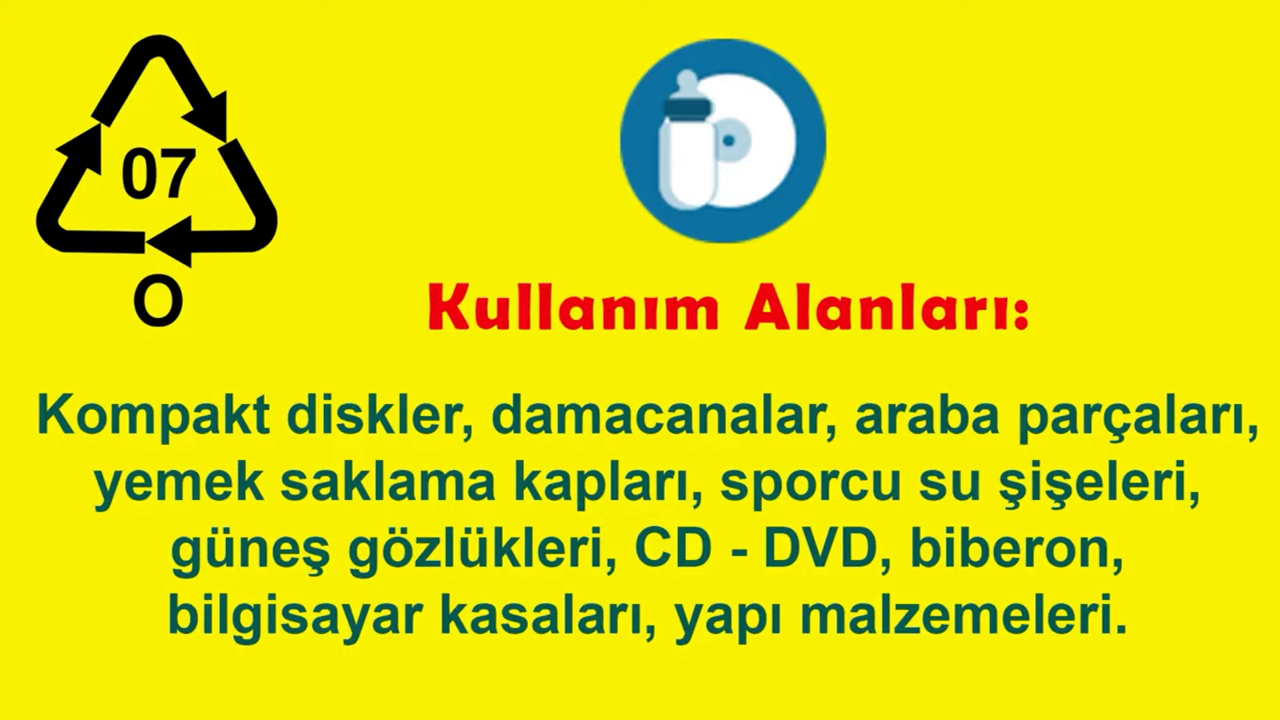 07
O
Kullanım Alanları:
Kompakt diskler, damacanalar, araba parçaları,
yemek saklama kapları, sporcu su şişeleri,
güneş gözlükleri, CD - DVD, biberon,
bilgisayar kasaları, yapı malzemeleri.